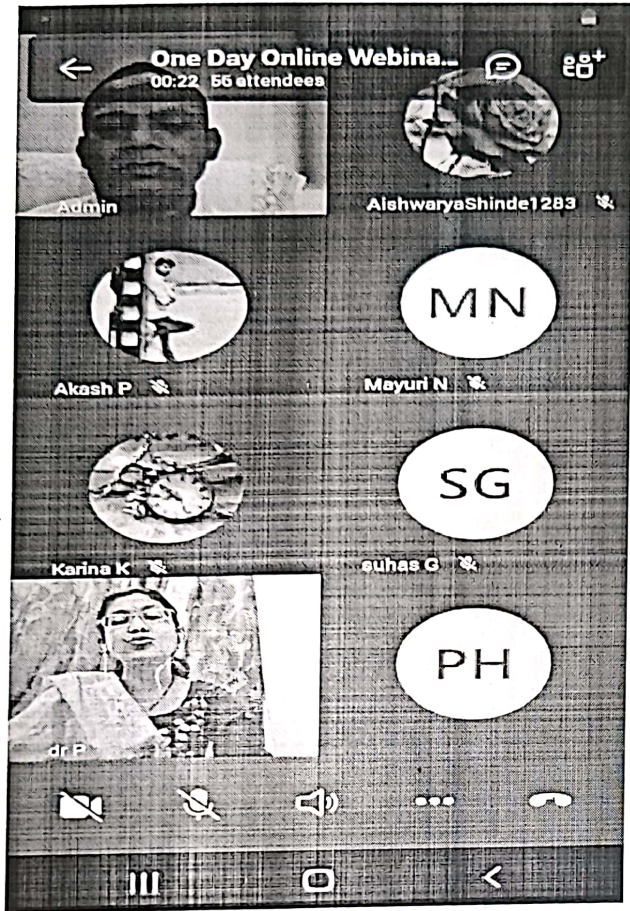 One Day Online Webina...
00:22 56 attendees
Admin
AishwaryaShinde1283
MN
Akash P
Mayuri N
SG
Karina K
suhas G
PH
dr P